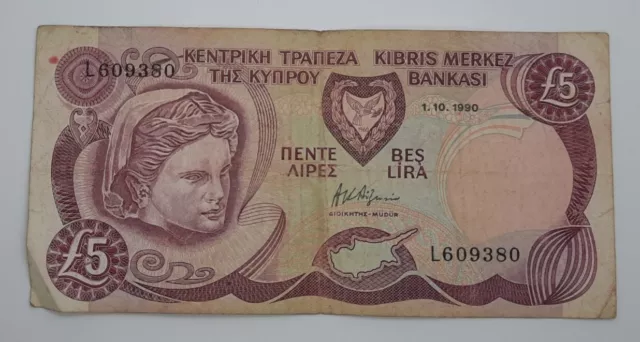 ΚΕΝΤΡΙΚΗ ΤΡΑΠΕΖΑ
ΤΗΣ ΚΥΠΡΟΥ
KIBRIS MERKEZ
BANKASI
L609380
£5
1.10.1990
ΠΕΝΤΕ
ΛΙΡΕΣ
BEŞ
LİRA
ΔΙΟΙΚΗΤΗΣ - MÜDÜR
L609380
£5